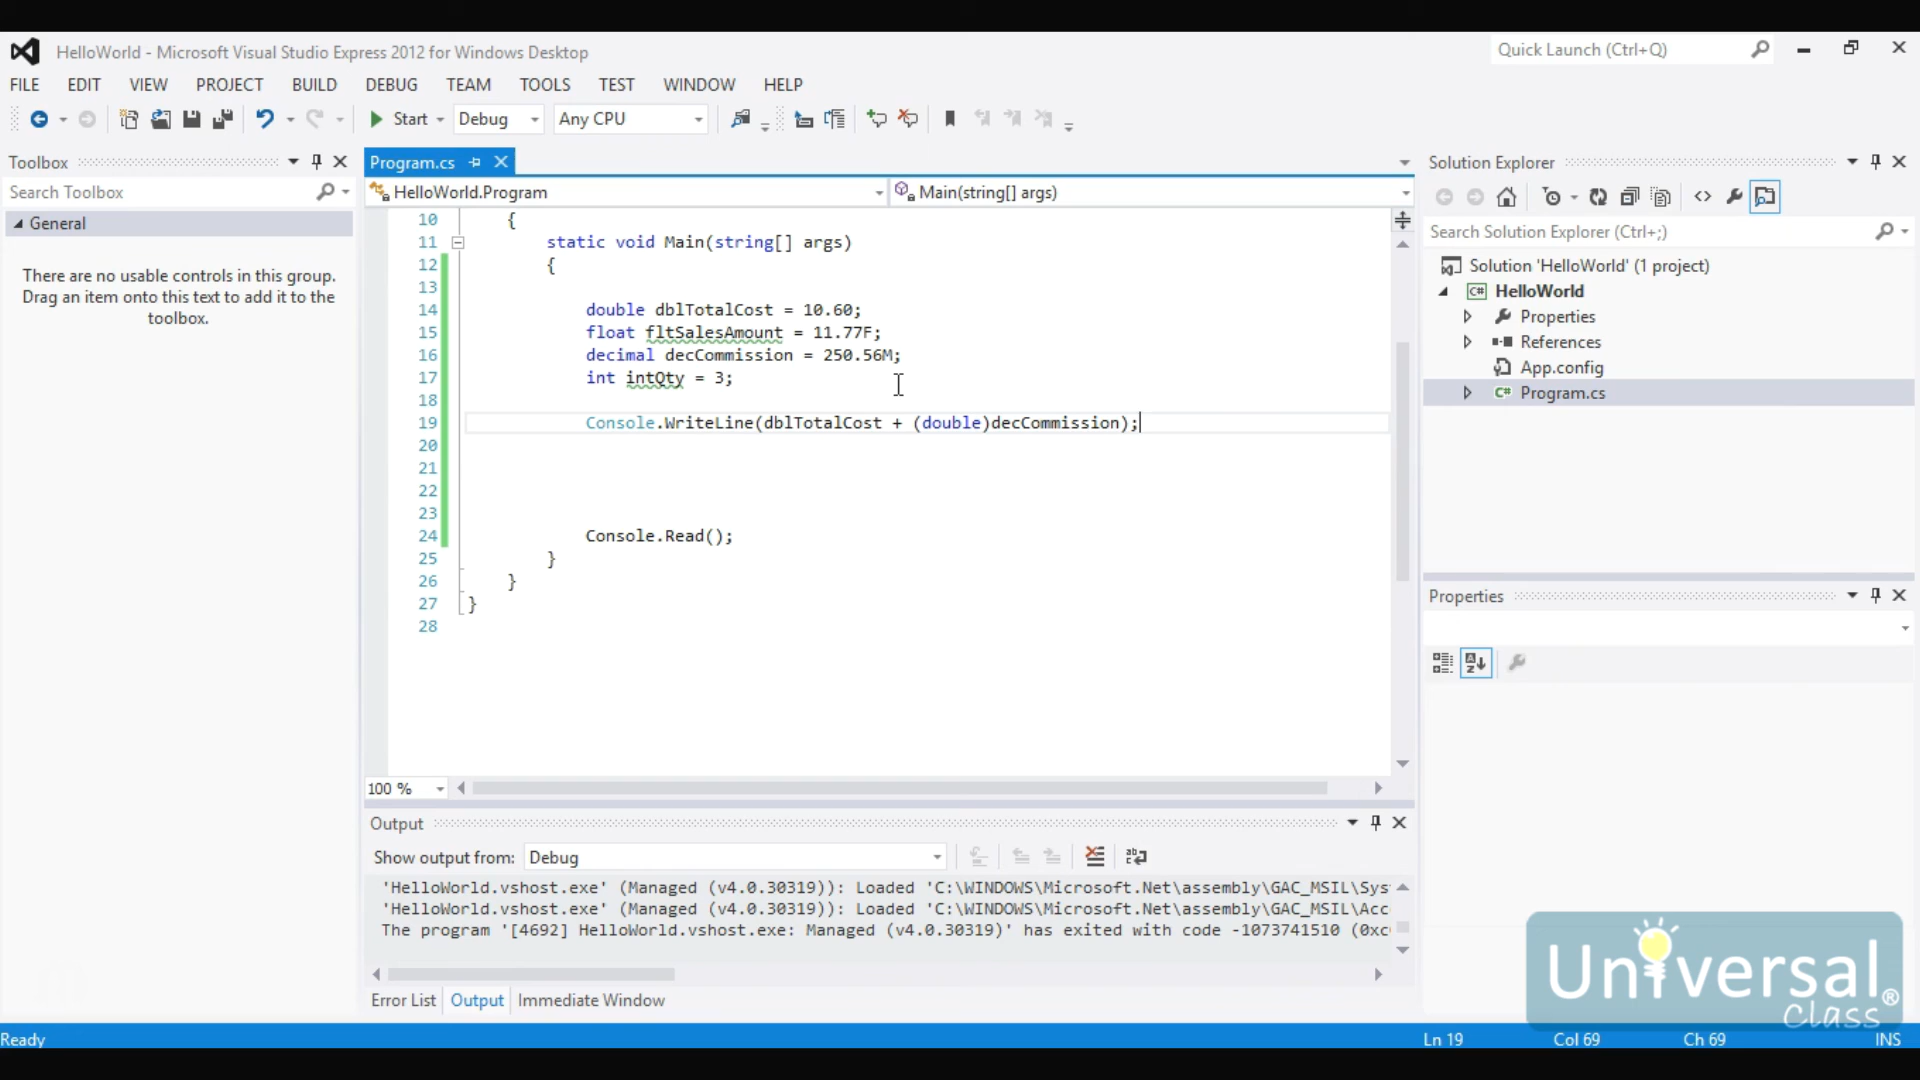 HelloWorld - Microsoft Visual Studio Express 2012 for Windows Desktop
Quick Launch (Ctrl+Q)
FILE EDIT VIEW PROJECT BUILD DEBUG TEAM TOOLS TEST WINDOW HELP
Start Debug Any CPU
Toolbox
Search Toolbox
General
There are no usable controls in this group.
Drag an item onto this text to add it to the
toolbox.
Program.cs
HelloWorld.Program Main(string[] args)
10 {
11 static void Main(string[] args)
12 {
13
14 double dblTotalCost = 10.60;
15 float fltSalesAmount = 11.77F;
16 decimal decCommission = 250.56M;
17 int intQty = 3;
18
19 Console.WriteLine(dblTotalCost + (double)decCommission);
20
21
22
23
24 Console.Read();
25 }
26 }
27 }
28
100 %
Output
Show output from: Debug
'HelloWorld.vshost.exe' (Managed (v4.0.30319)): Loaded 'C:\WINDOWS\Microsoft.Net\assembly\GAC_MSIL\Sys
'HelloWorld.vshost.exe' (Managed (v4.0.30319)): Loaded 'C:\WINDOWS\Microsoft.Net\assembly\GAC_MSIL\Acc
The program '[4692] HelloWorld.vshost.exe: Managed (v4.0.30319)' has exited with code -1073741510 (0xc
Error List Output Immediate Window
Solution Explorer
Search Solution Explorer (Ctrl+;)
Solution 'HelloWorld' (1 project)
C# HelloWorld
Properties
References
App.config
C# Program.cs
Properties
Universal
Class ®
Ready Ln 19 Col 69 Ch 69 INS